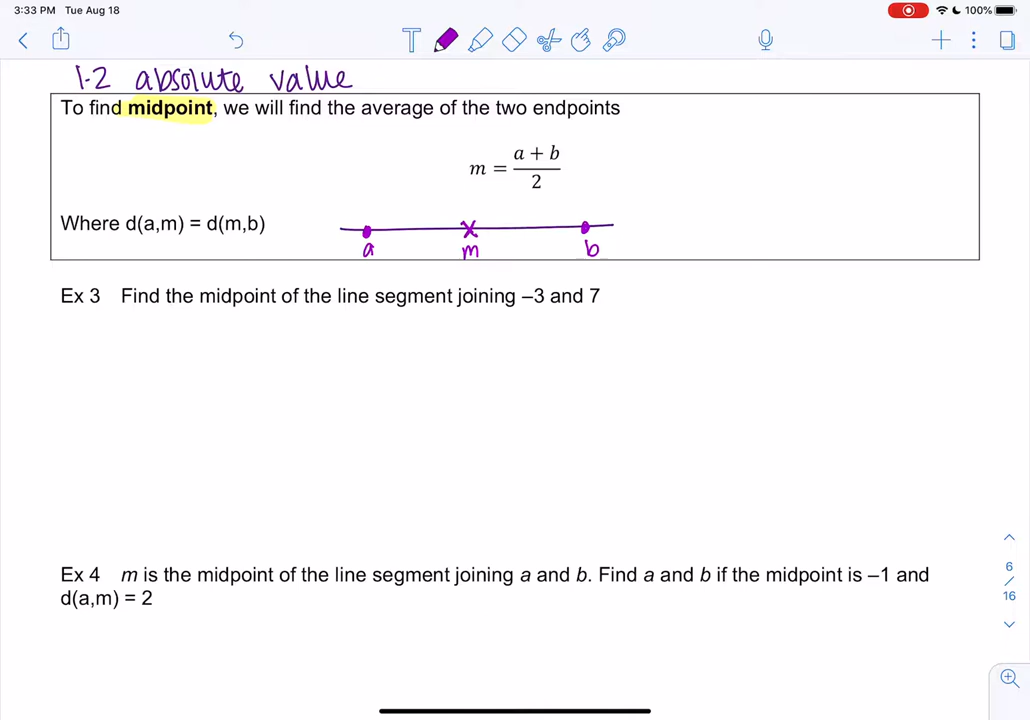 3:33 PM Tue Aug 18 100%
T
1.2 absolute value
To find midpoint, we will find the average of the two endpoints
m = a + b / 2
Where d(a,m) = d(m,b)
a m b
Ex 3 Find the midpoint of the line segment joining –3 and 7
Ex 4 m is the midpoint of the line segment joining a and b. Find a and b if the midpoint is –1 and
d(a,m) = 2
6
/
16